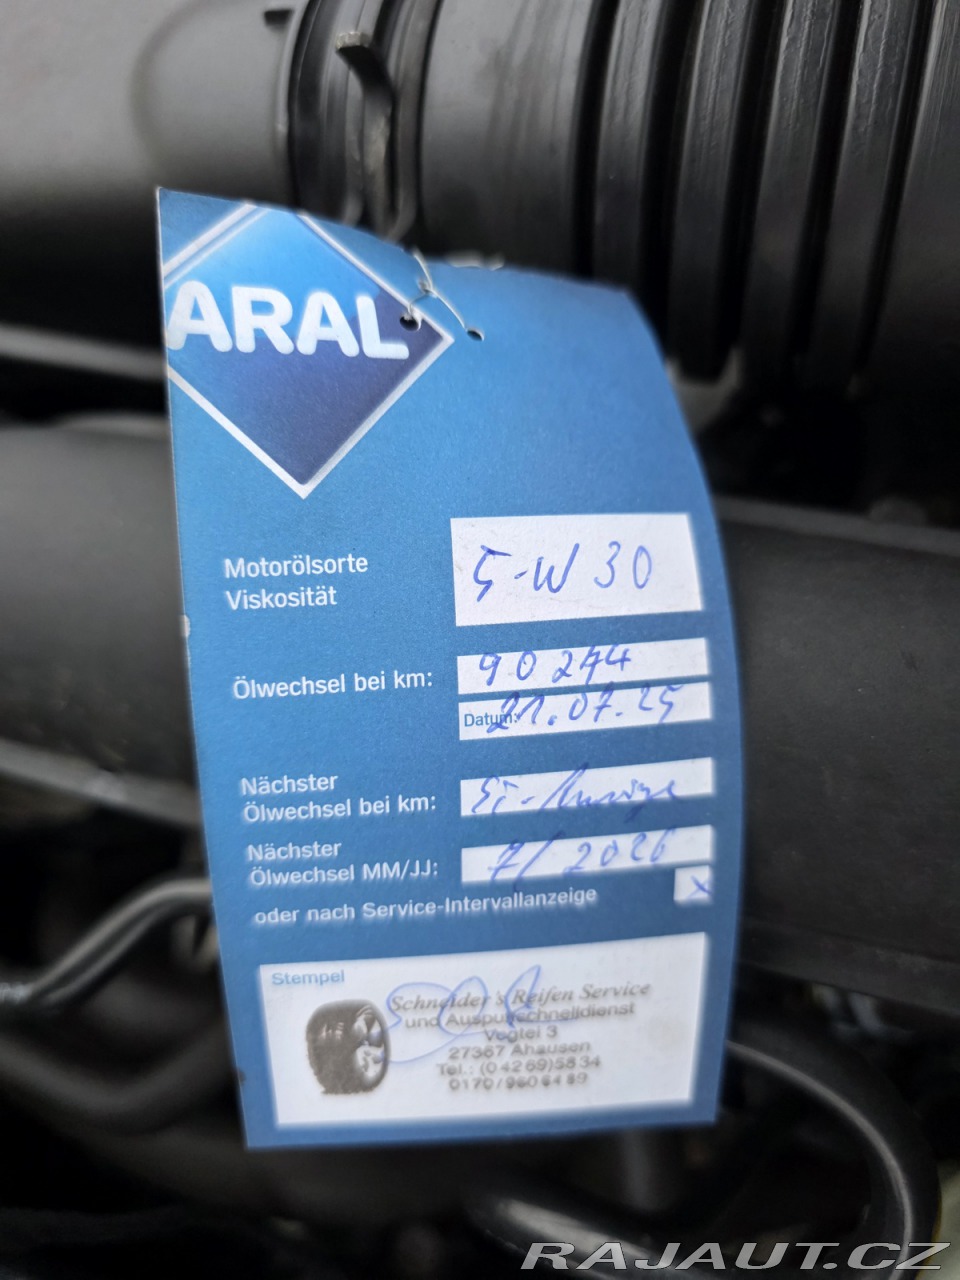 ARAL
Motorölsorte
Viskosität
5-W 30
Ölwechsel bei km:
90244
Datum:
21.07.25
Nächster
Ölwechsel bei km:
Nächster
Ölwechsel MM/JJ:
7/2026
oder nach Service-Intervallanzeige
x
Stempel
Schneider's Reifen Service
und Auspuffschnelldienst
Vogtei 3
27367 Ahausen
Tel.: (04269)5834
0170/9606489
RAJAUT.CZ